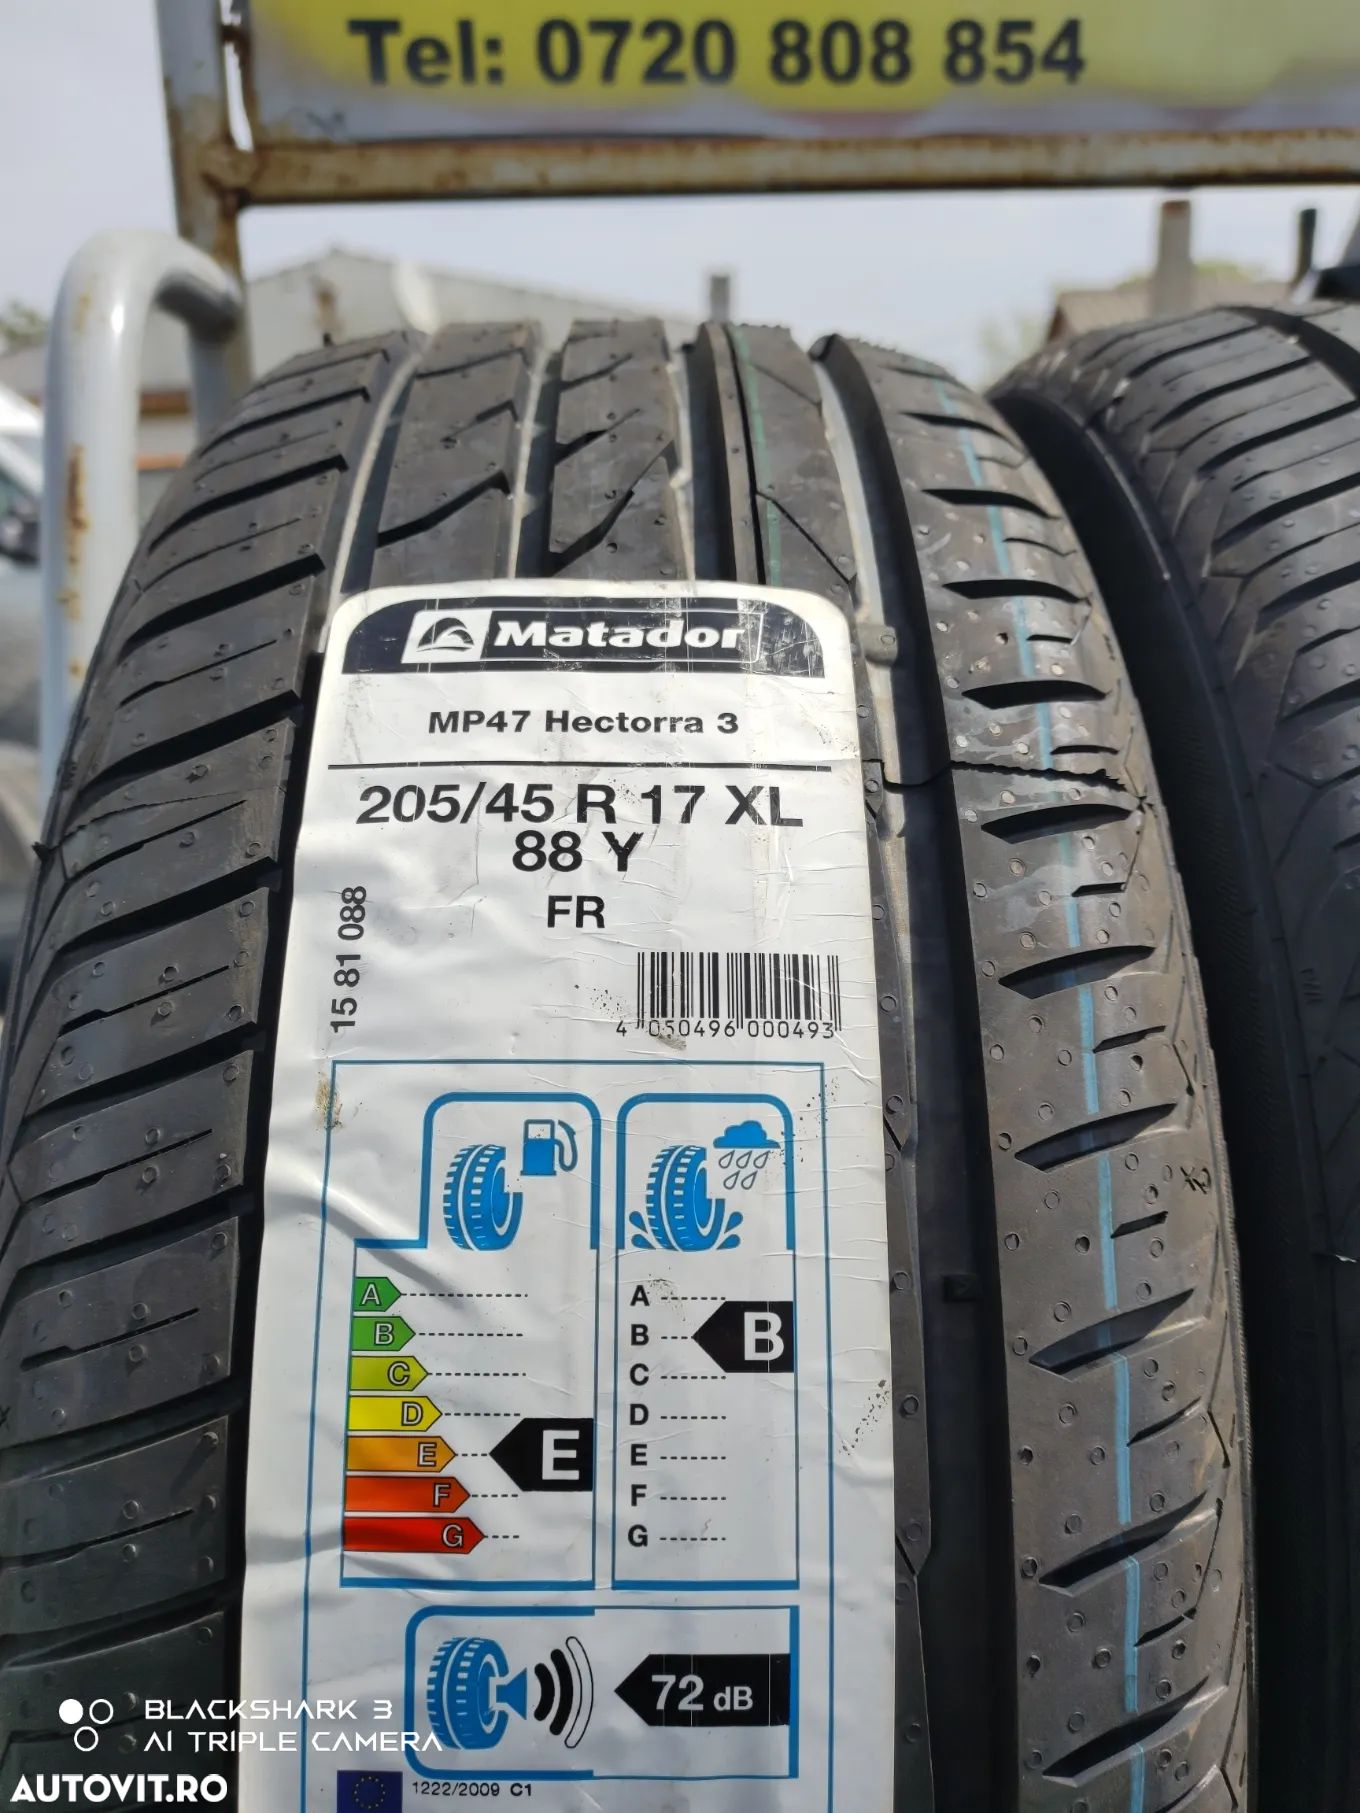 Tel: 0720 808 854
Matador
MP47 Hectorra 3
205/45 R 17 XL
88 Y
FR
15 81 088
4 050496 000493
A
B
C
D
E
F
G
E
A
B
C
D
E
F
G
B
72 dB
1222/2009 C1
BLACKSHARK 3
AI TRIPLE CAMERA
AUTOVIT.RO